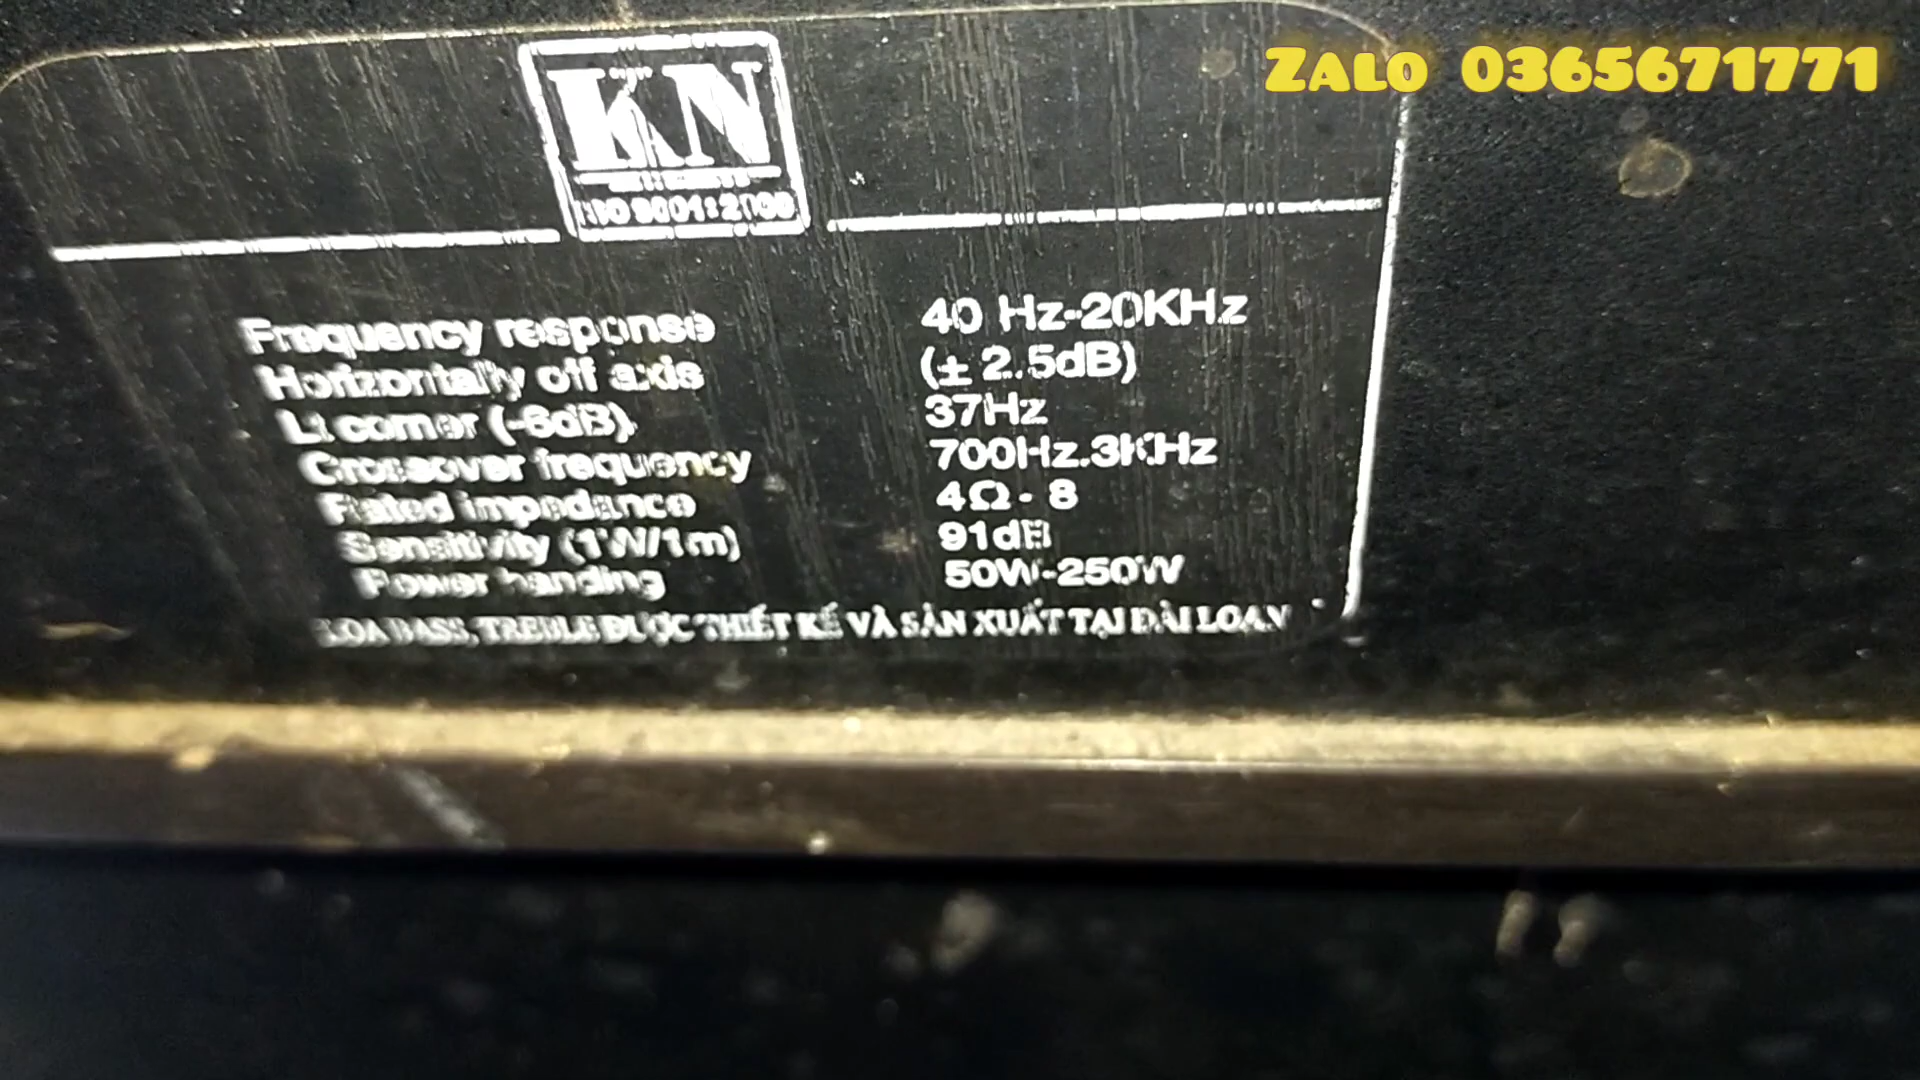 Zalo 0365671771
KN
ISO 9001:2008
Frequency response 40 Hz-20KHz
Horizontally off axis (± 2.5dB)
Lt corner (-6dB) 37Hz
Crossover frequency 700Hz.3KHz
Rated impedance 4Ω - 8
Sensitivity (1W/1m) 91dB
Power handing 50W-250W
LOA BASS, TREBLE ĐƯỢC THIẾT KẾ VÀ SẢN XUẤT TẠI ĐÀI LOAN